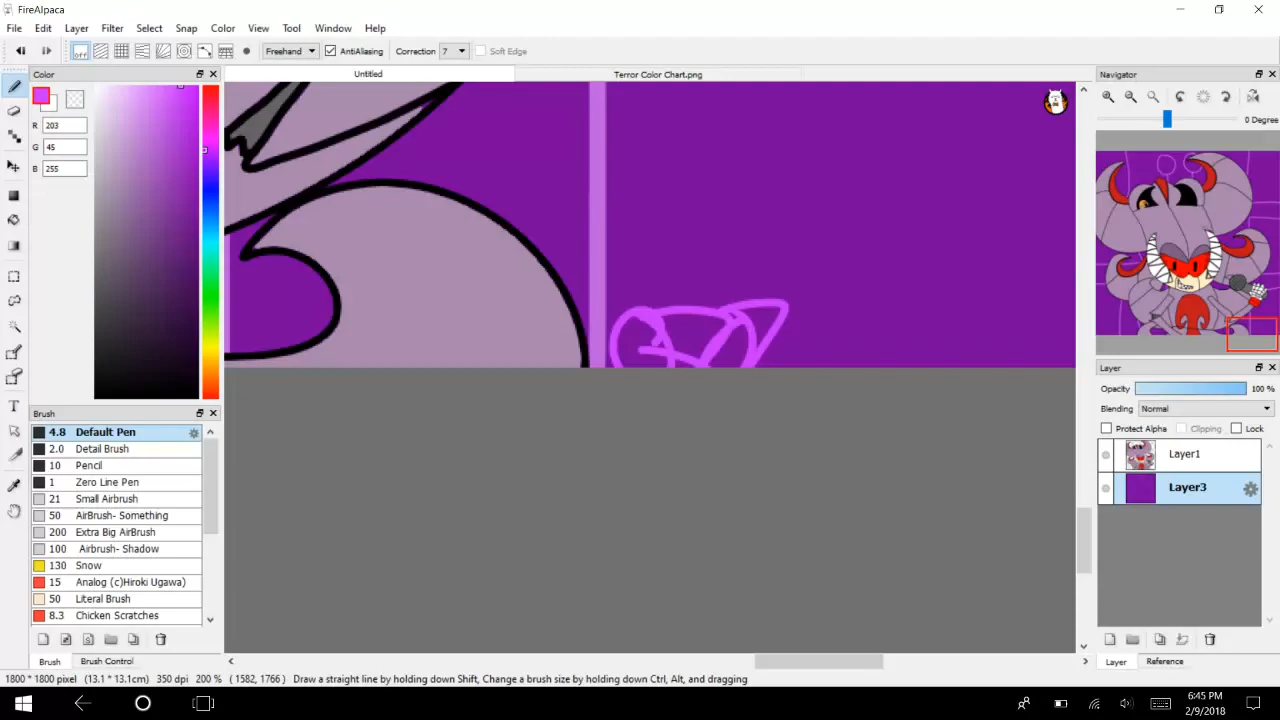 FireAlpaca
File Edit Layer Filter Select Snap Color View Tool Window Help
off Freehand AntiAliasing Correction 7 Soft Edge
Color Untitled Terror Color Chart.png Navigator
R 203
G 45
B 255
0 Degree
Layer
Opacity 100 %
Blending Normal
Protect Alpha Clipping Lock
Layer1
Layer3
Brush
4.8 Default Pen
2.0 Detail Brush
10 Pencil
1 Zero Line Pen
21 Small Airbrush
50 AirBrush- Something
200 Extra Big AirBrush
100 Airbrush- Shadow
130 Snow
15 Analog (c)Hiroki Ugawa)
50 Literal Brush
8.3 Chicken Scratches
Brush Brush Control Layer Reference
1800 * 1800 pixel (13.1 * 13.1cm) 350 dpi 200 % ( 1582, 1766 ) Draw a straight line by holding down Shift, Change a brush size by holding down Ctrl, Alt, and dragging
6:45 PM
2/9/2018